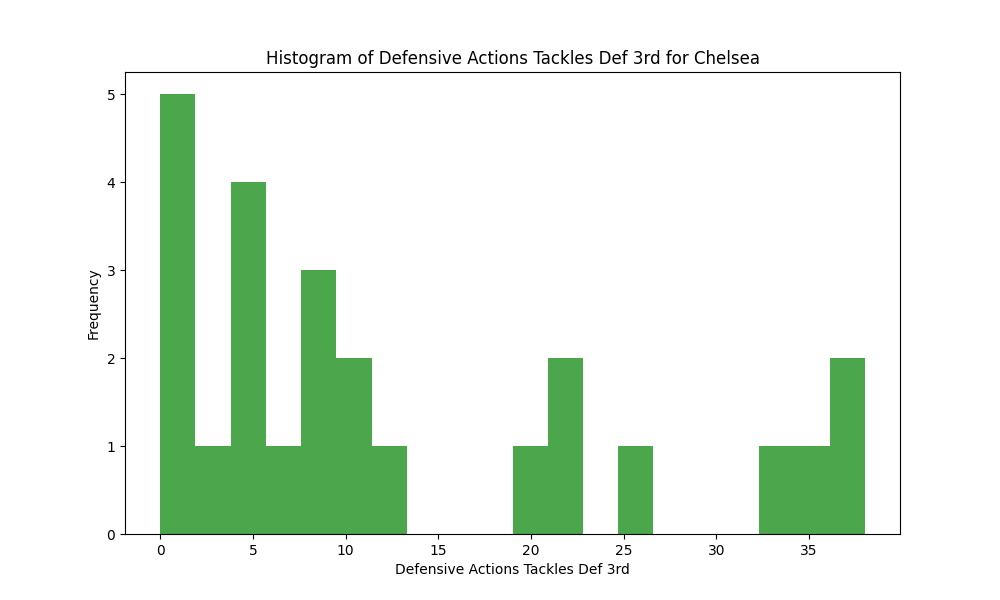 Histogram of Defensive Actions Tackles Def 3rd for Chelsea
5
4
3
2
1
0
Frequency
0 5 10 15 20 25 30 35
Defensive Actions Tackles Def 3rd